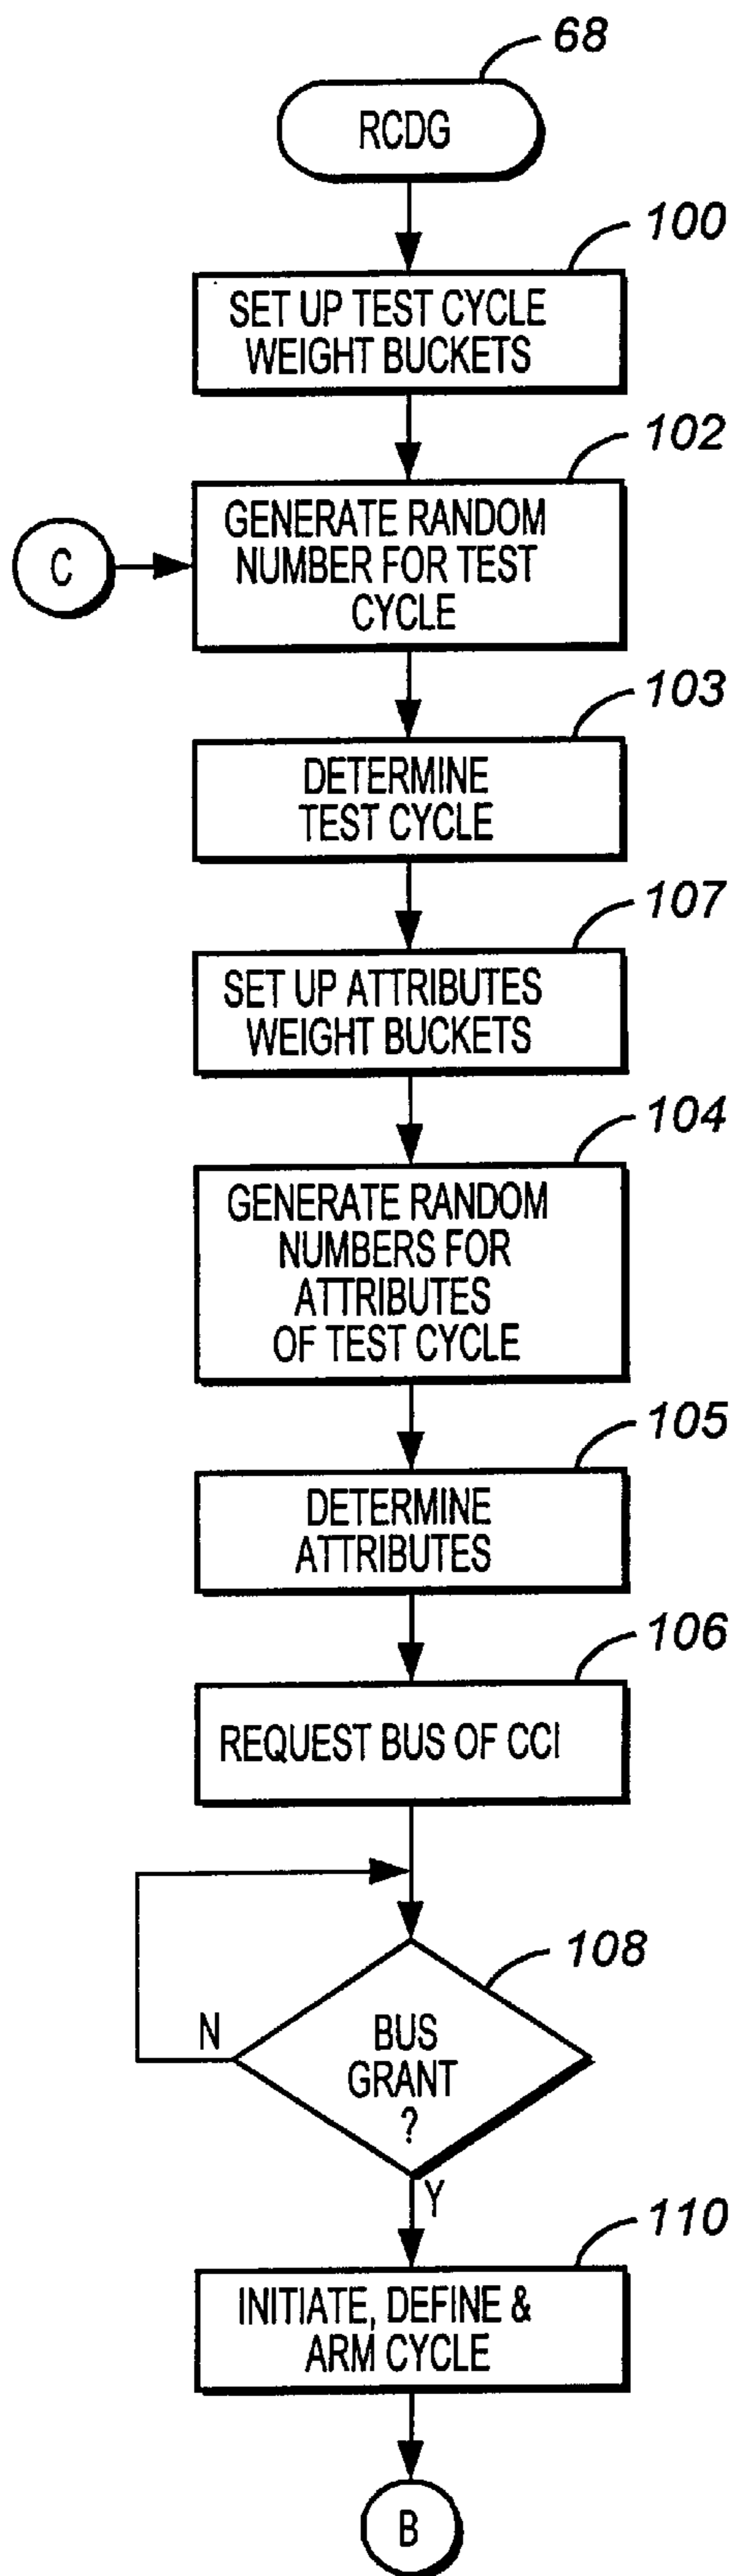 68
RCDG
100
SET UP TEST CYCLE
WEIGHT BUCKETS
102
GENERATE RANDOM
NUMBER FOR TEST
CYCLE
C
103
DETERMINE
TEST CYCLE
107
SET UP ATTRIBUTES
WEIGHT BUCKETS
104
GENERATE RANDOM
NUMBERS FOR
ATTRIBUTES
OF TEST CYCLE
105
DETERMINE
ATTRIBUTES
106
REQUEST BUS OF CCI
108
N
BUS
GRANT
?
Y
110
INITIATE, DEFINE &
ARM CYCLE
B